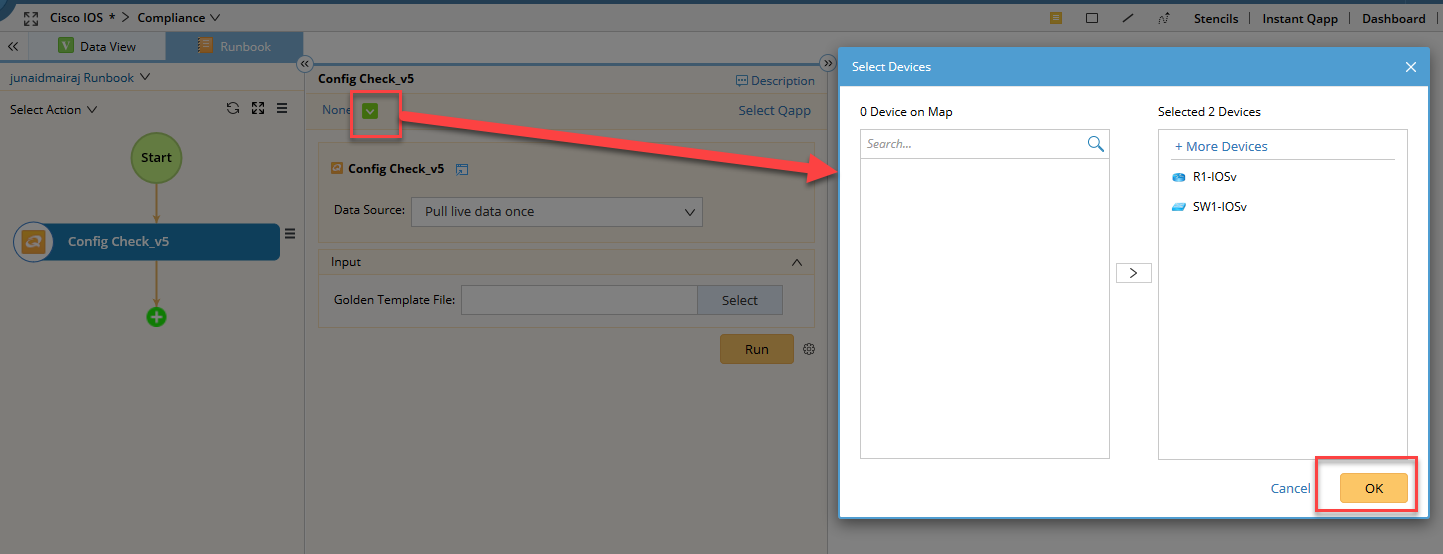 Cisco IOS * > Compliance
Stencils | Instant Qapp | Dashboard
Data View
Runbook
junaidmairaj Runbook
Select Action
Start
Config Check_v5
Config Check_v5
Description
None
Select Qapp
Config Check_v5
Data Source: Pull live data once
Input
Golden Template File: Select
Run
Select Devices
0 Device on Map
Search...
Selected 2 Devices
+ More Devices
R1-IOSv
SW1-IOSv
Cancel
OK